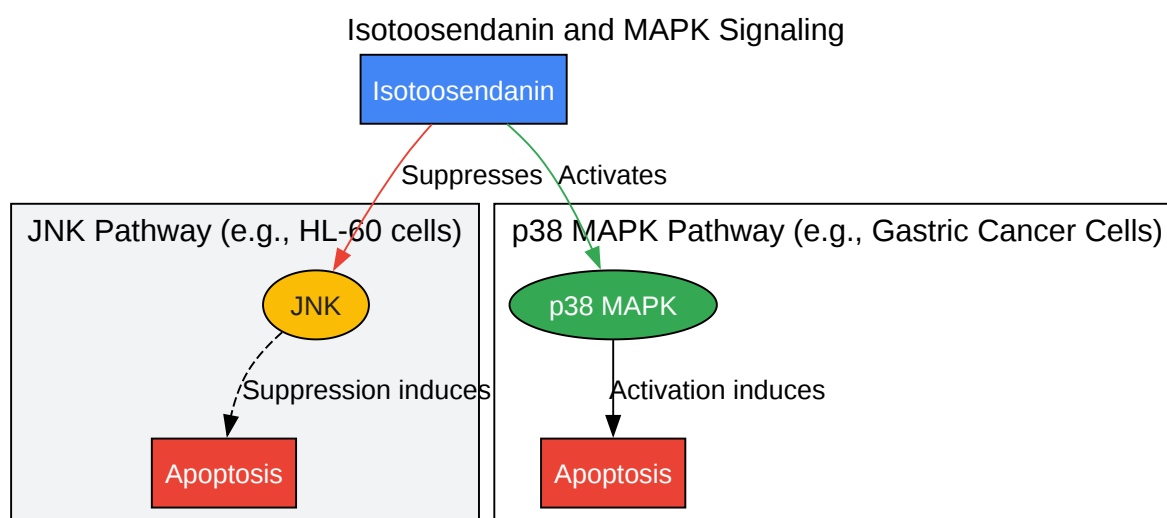 Isotoosendanin and MAPK Signaling
Isotoosendanin
Suppresses
Activates
JNK Pathway (e.g., HL-60 cells)
p38 MAPK Pathway (e.g., Gastric Cancer Cells)
JNK
p38 MAPK
Suppression induces
Activation induces
Apoptosis
Apoptosis